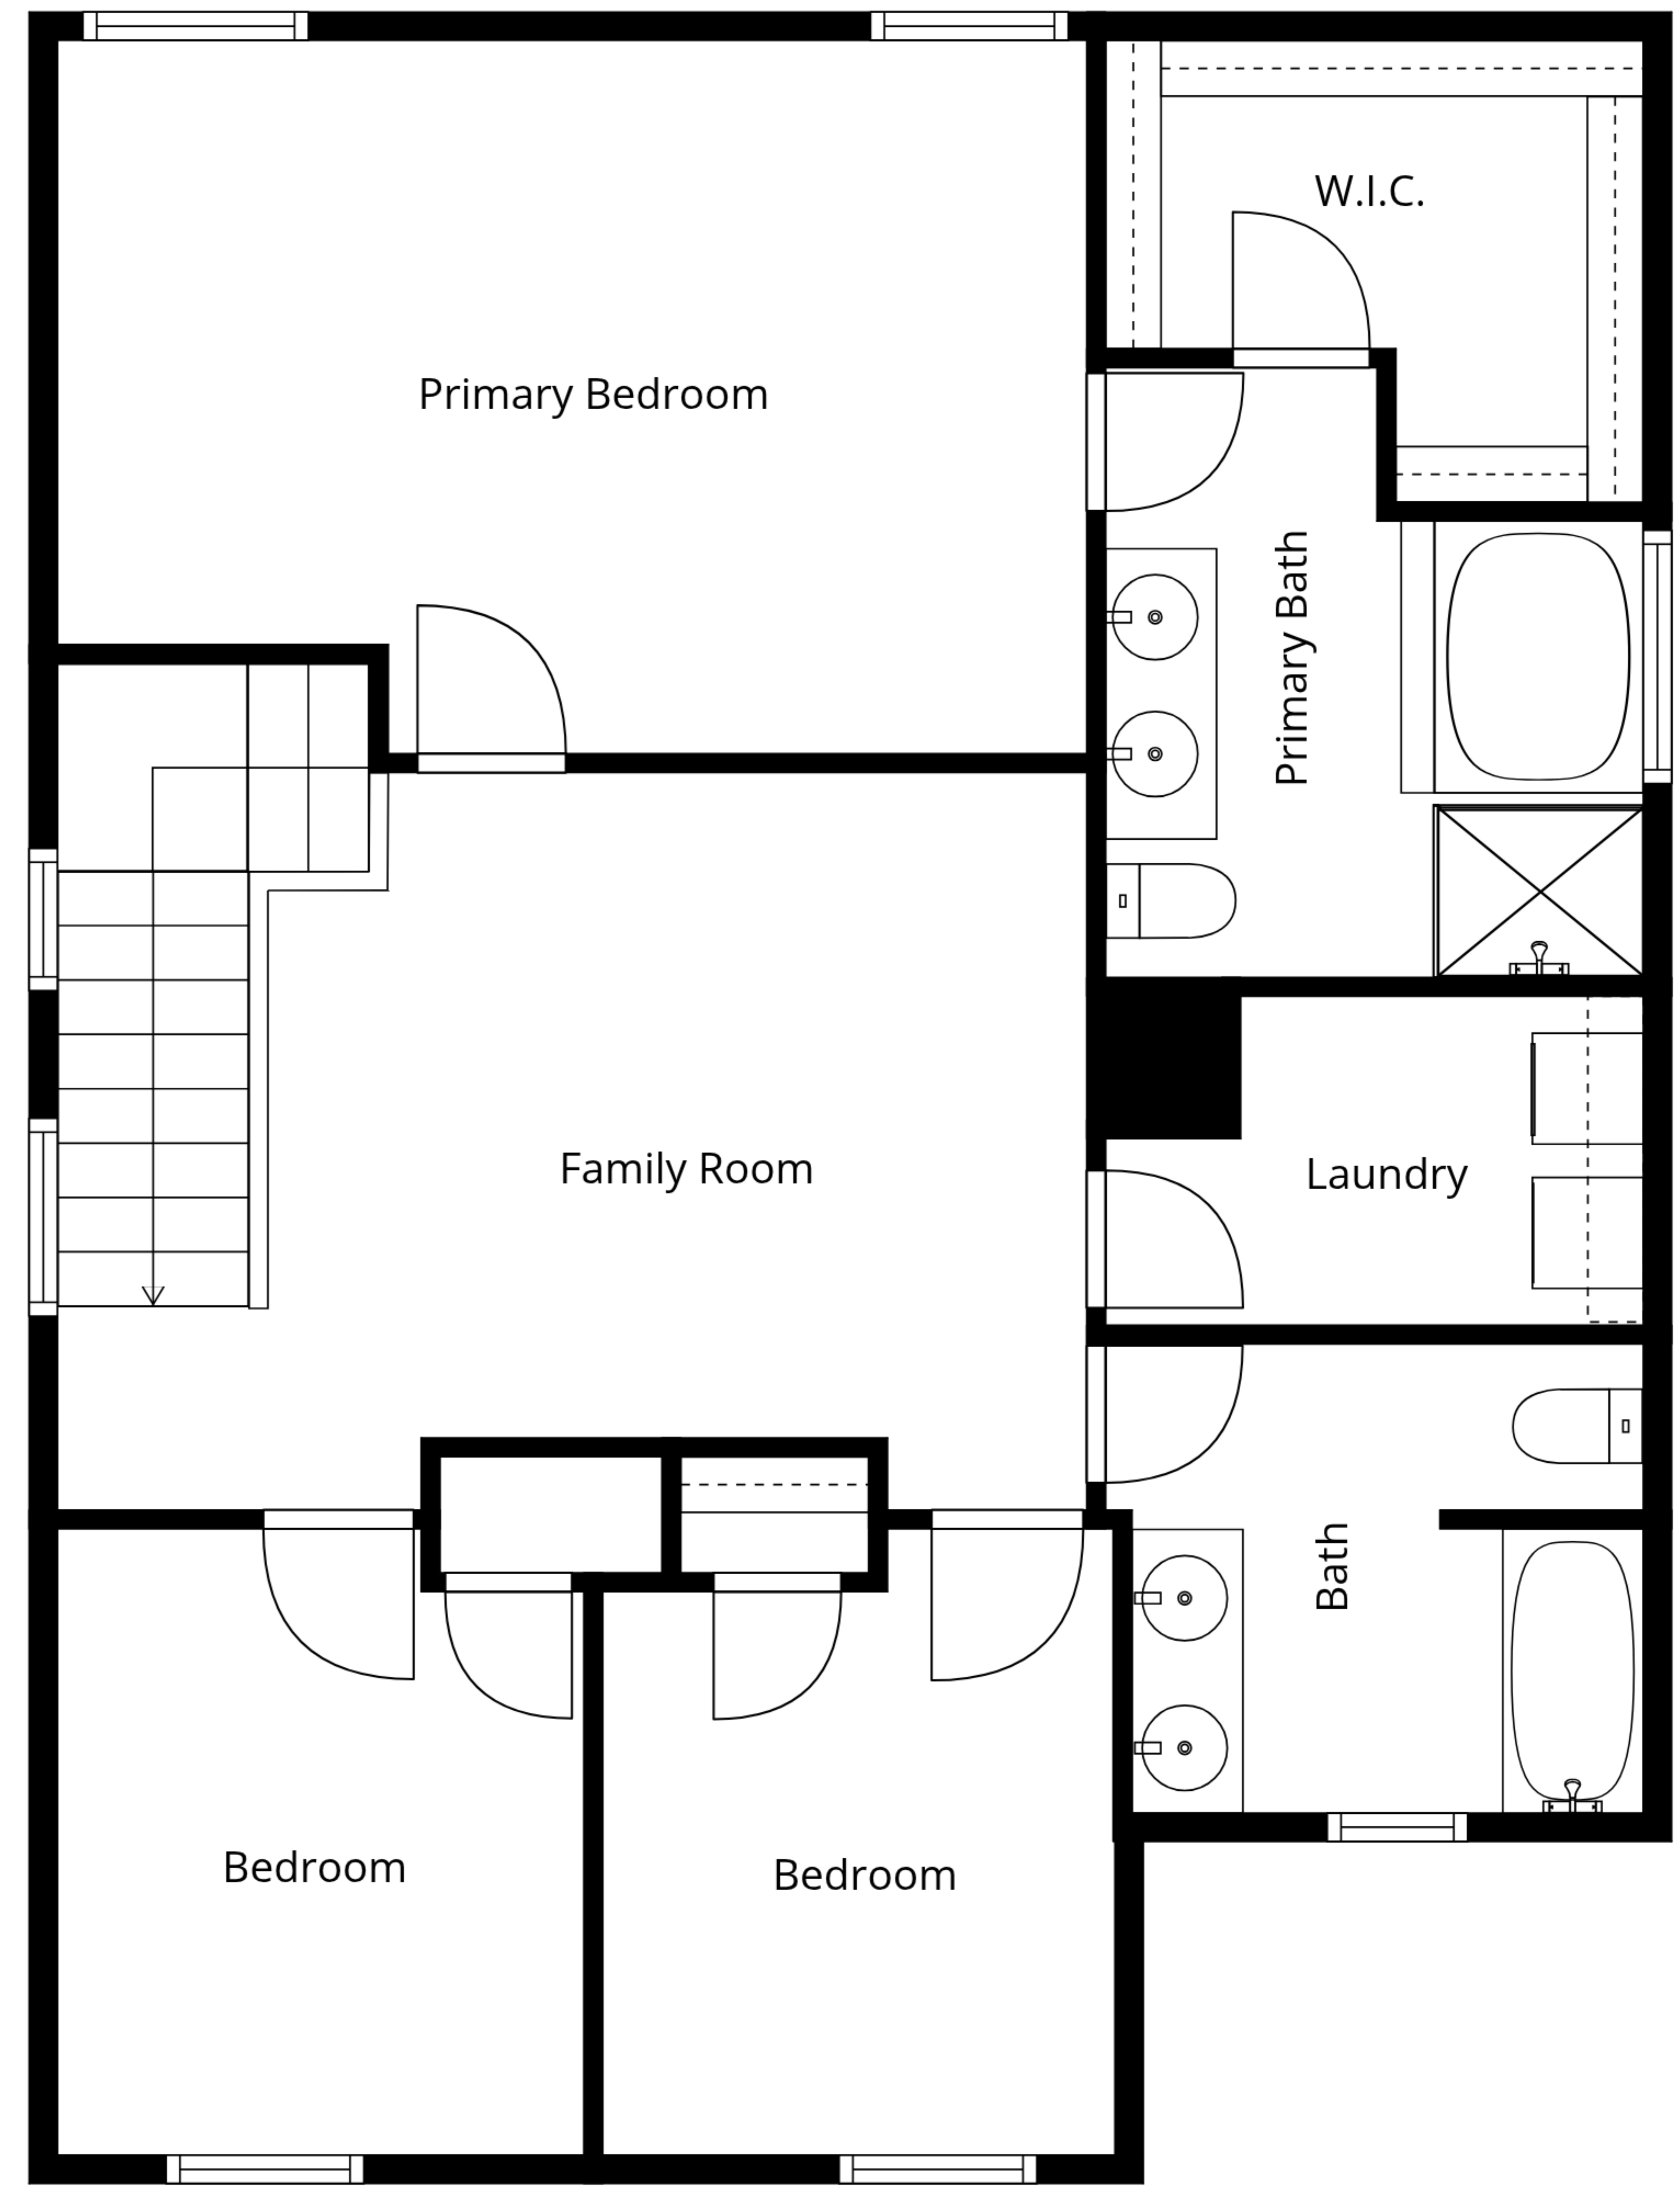 W.I.C.
Primary Bedroom
Primary Bath
Family Room
Laundry
Bath
Bedroom
Bedroom